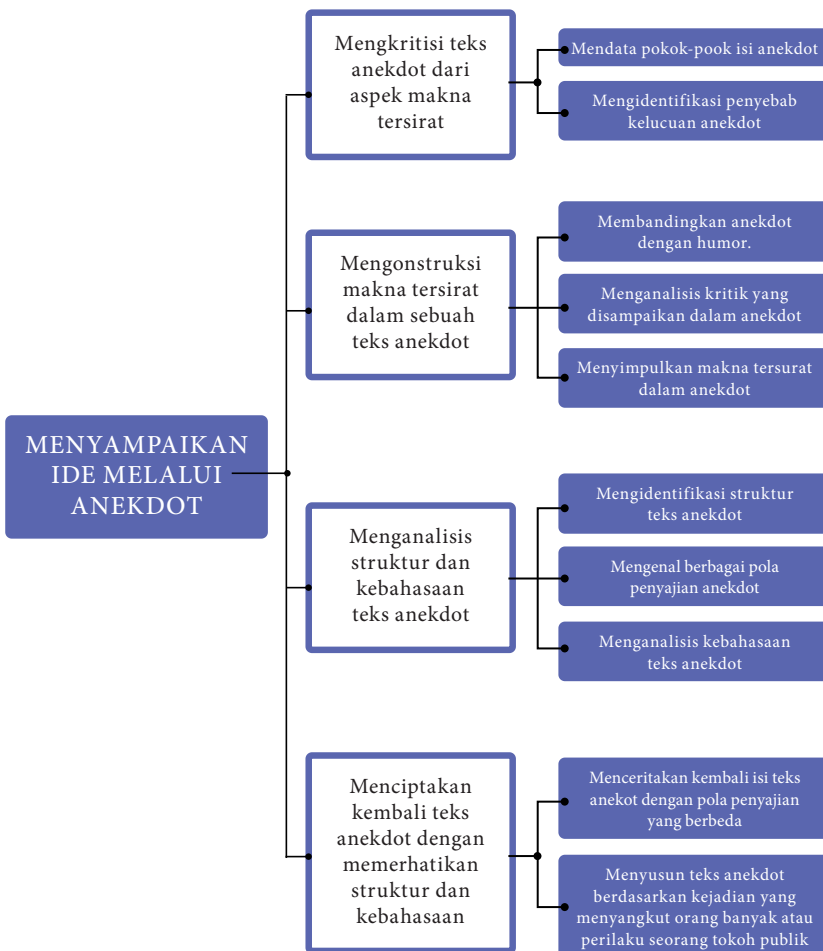 MENYAMPAIKAN
IDE MELALUI
ANEKDOT
Mengkritisi teks
anekdot dari
aspek makna
tersirat
Mendata pokok-pook isi anekdot
Mengidentifikasi penyebab
kelucuan anekdot
Mengonstruksi
makna tersirat
dalam sebuah
teks anekdot
Membandingkan anekdot
dengan humor.
Menganalisis kritik yang
disampaikan dalam anekdot
Menyimpulkan makna tersurat
dalam anekdot
Menganalisis
struktur dan
kebahasaan
teks anekdot
Mengidentifikasi struktur
teks anekdot
Mengenal berbagai pola
penyajian anekdot
Menganalisis kebahasaan
teks anekdot
Menciptakan
kembali teks
anekdot dengan
memerhatikan
struktur dan
kebahasaan
Menceritakan kembali isi teks
anekot dengan pola penyajian
yang berbeda
Menyusun teks anekdot
berdasarkan kejadian yang
menyangkut orang banyak atau
perilaku seorang tokoh publik